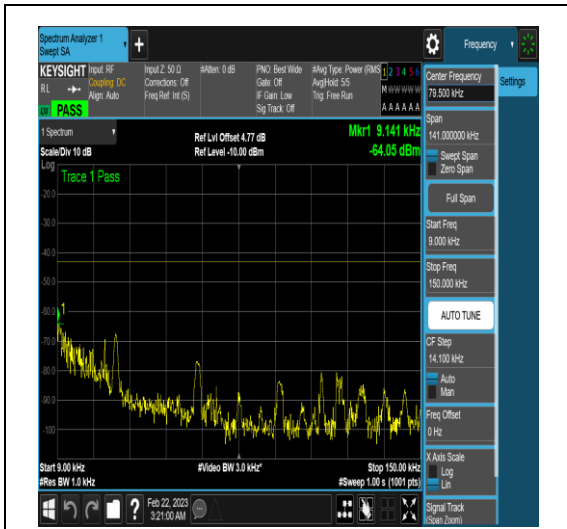 Spectrum Analyzer 1
Swept SA
+
Frequency
KEYSIGHT
RL
PASS
Input: RF
Coupling: DC
Align: Auto
Input Z: 50 Ω
Corrections: Off
Freq Ref: Int (S)
#Atten: 0 dB
PNO: Best Wide
Gate: Off
IF Gain: Low
Sig Track: Off
#Avg Type: Power (RMS
Avg|Hold: 5/5
Trig: Free Run
1 2 3 4 5 6
M W W W W W
A A A A A A
1 Spectrum
Scale/Div 10 dB
Ref Lvl Offset 4.77 dB
Ref Level -10.00 dBm
Mkr1 9.141 kHz
-64.05 dBm
Log
Trace 1 Pass
-20.0
-30.0
-40.0
-50.0
-60.0
1
-70.0
-80.0
-90.0
-100
Start 9.00 kHz
#Res BW 1.0 kHz
#Video BW 3.0 kHz*
Stop 150.00 kHz
#Sweep 1.00 s (1001 pts)
Feb 22, 2023
3:21:00 AM
Center Frequency
79.500 kHz
Settings
Span
141.000000 kHz
Swept Span
Zero Span
Full Span
Start Freq
9.000 kHz
Stop Freq
150.000 kHz
AUTO TUNE
CF Step
14.100 kHz
Auto
Man
Freq Offset
0 Hz
X Axis Scale
Log
Lin
Signal Track
(Span Zoom)